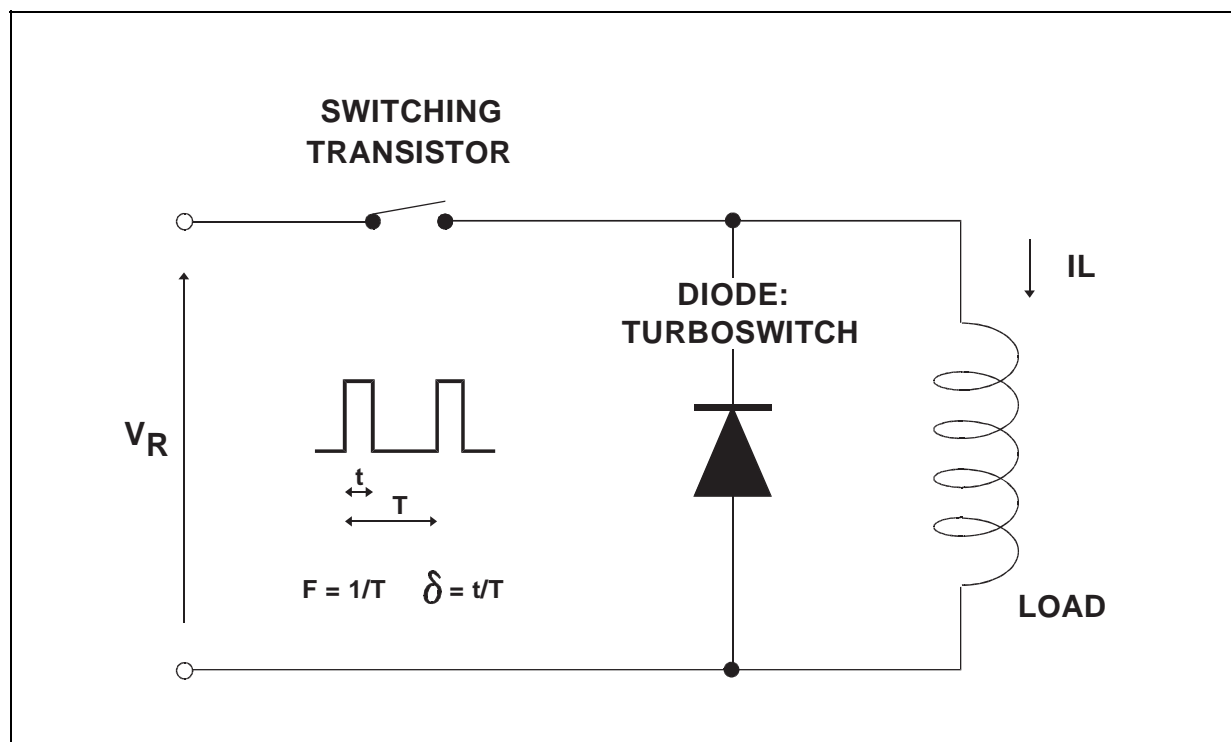 SWITCHING
TRANSISTOR
IL
DIODE:
TURBOSWITCH
VR
t
T
F = 1/T δ = t/T
LOAD